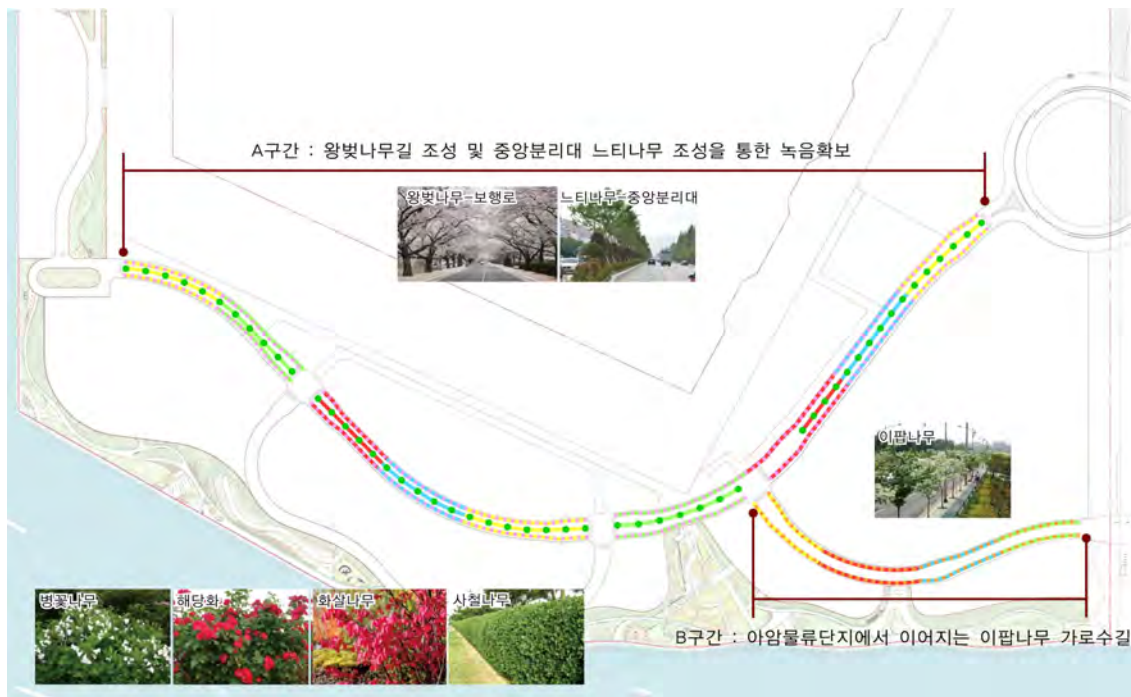 A구간 : 왕벚나무길 조성 및 중앙분리대 느티나무 조성을 통한 녹음확보
왕벚나무-보행로
느티나무-중앙분리대
이팝나무
병꽃나무
해당화
화살나무
사철나무
B구간 : 아암물류단지에서 이어지는 이팝나무 가로수길